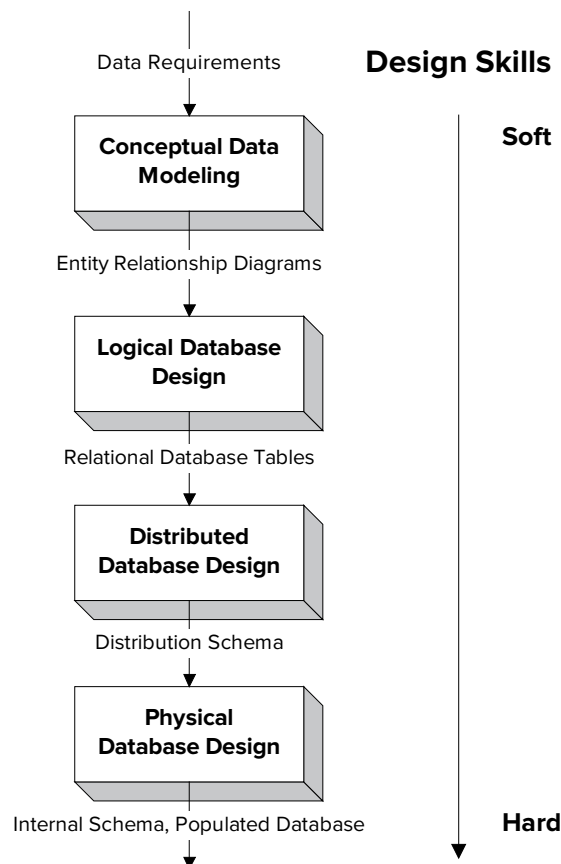 Data Requirements
Design Skills
Soft
Conceptual Data
Modeling
Entity Relationship Diagrams
Logical Database
Design
Relational Database Tables
Distributed
Database Design
Distribution Schema
Physical
Database Design
Internal Schema, Populated Database
Hard